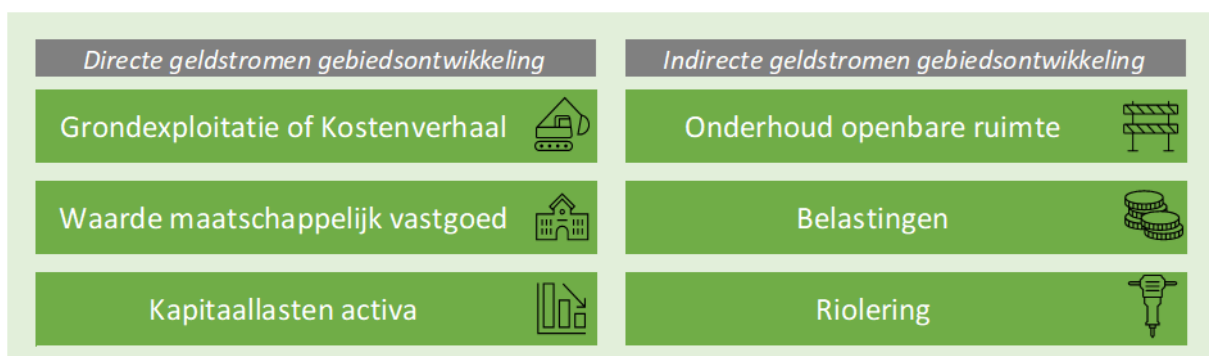 Directe geldstromen gebiedsontwikkeling
Grondexploitatie of Kostenverhaal
Waarde maatschappelijk vastgoed
Kapitaallasten activa
Indirecte geldstromen gebiedsontwikkeling
Onderhoud openbare ruimte
Belastingen
Riolering